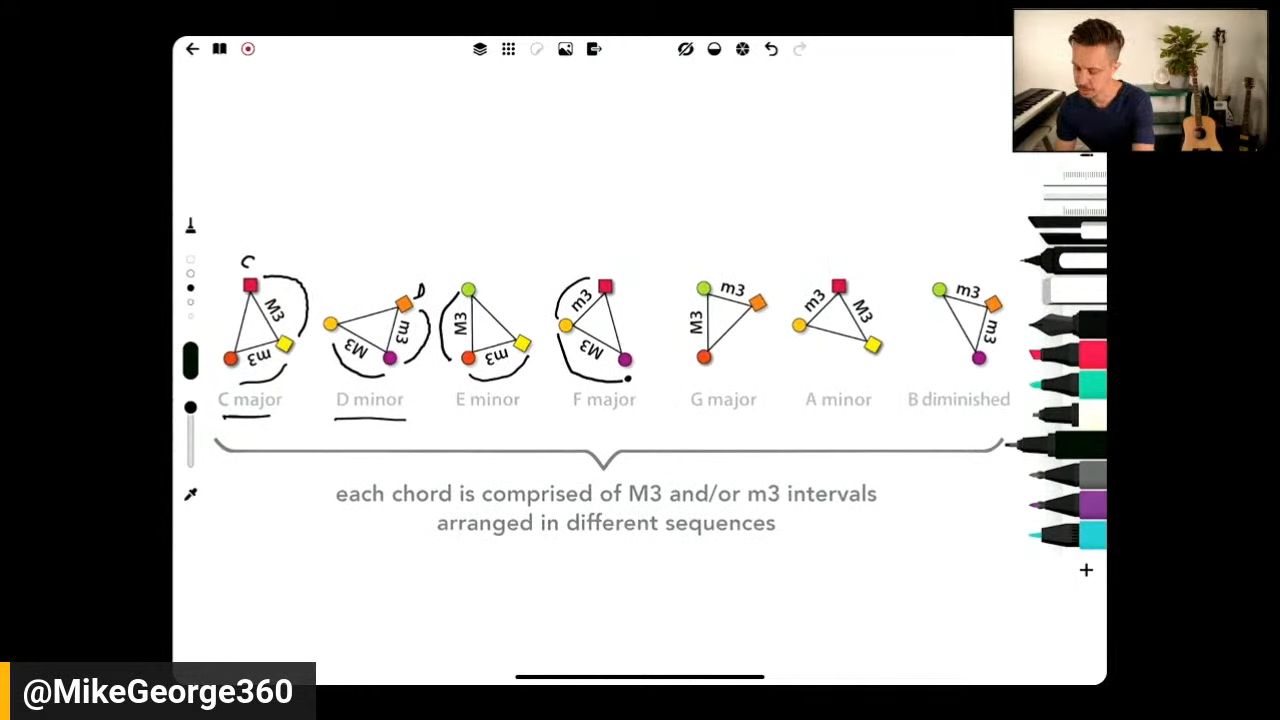 C
M3
m3
C major
D
m3
M3
D minor
M3
m3
E minor
m3
M3
F major
m3
M3
G major
m3
M3
A minor
m3
m3
B diminished
each chord is comprised of M3 and/or m3 intervals
arranged in different sequences
@MikeGeorge360